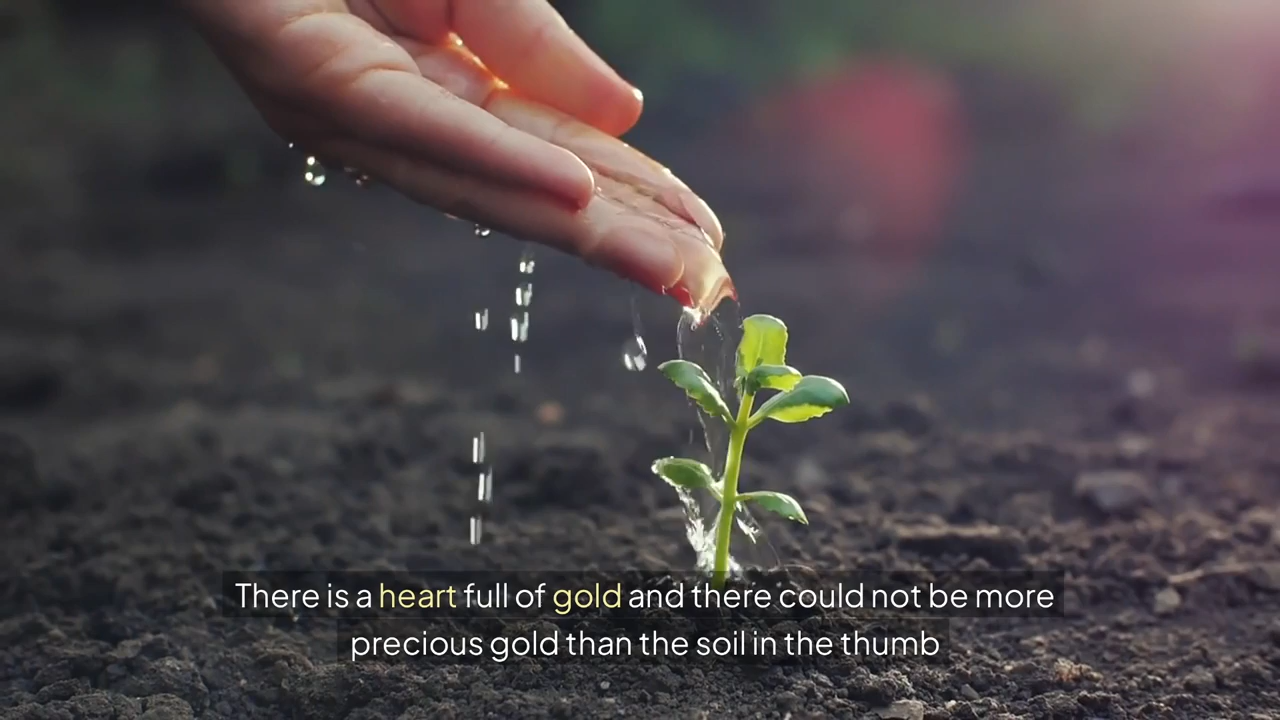 There is a heart full of gold and there could not be more
precious gold than the soil in the thumb